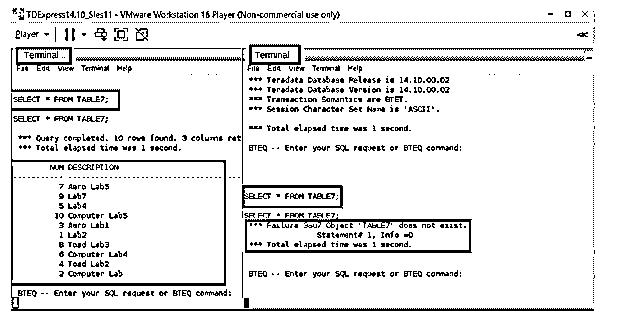 TDExpress14.10_Sles11 - VMware Workstation 16 Player (Non-commercial use only)
Player
Terminal
File Edit View Terminal Help
SELECT * FROM TABLE7;
SELECT * FROM TABLE7;
*** Query completed. 10 rows found. 3 columns ret
*** Total elapsed time was 1 second.
NUM DESCRIPTION
7 Aero Lab5
9 Lab7
5 Lab4
10 Computer Lab5
3 Aero Lab1
1 Lab2
8 Toad Lab3
6 Computer Lab4
4 Toad Lab2
2 Computer Lab
BTEQ -- Enter your SQL request or BTEQ command:
Terminal
File Edit View Terminal Help
*** Teradata Database Release is 14.10.00.02
*** Teradata Database Version is 14.10.00.02
*** Transaction Semantics are BTET.
*** Session Character Set Name is 'ASCII'.
*** Total elapsed time was 1 second.
BTEQ -- Enter your SQL request or BTEQ command:
SELECT * FROM TABLE7;
SELECT * FROM TABLE7;
*** Failure 3807 Object 'TABLE7' does not exist.
Statement# 1, Info =0
*** Total elapsed time was 1 second.
BTEQ -- Enter your SQL request or BTEQ command: